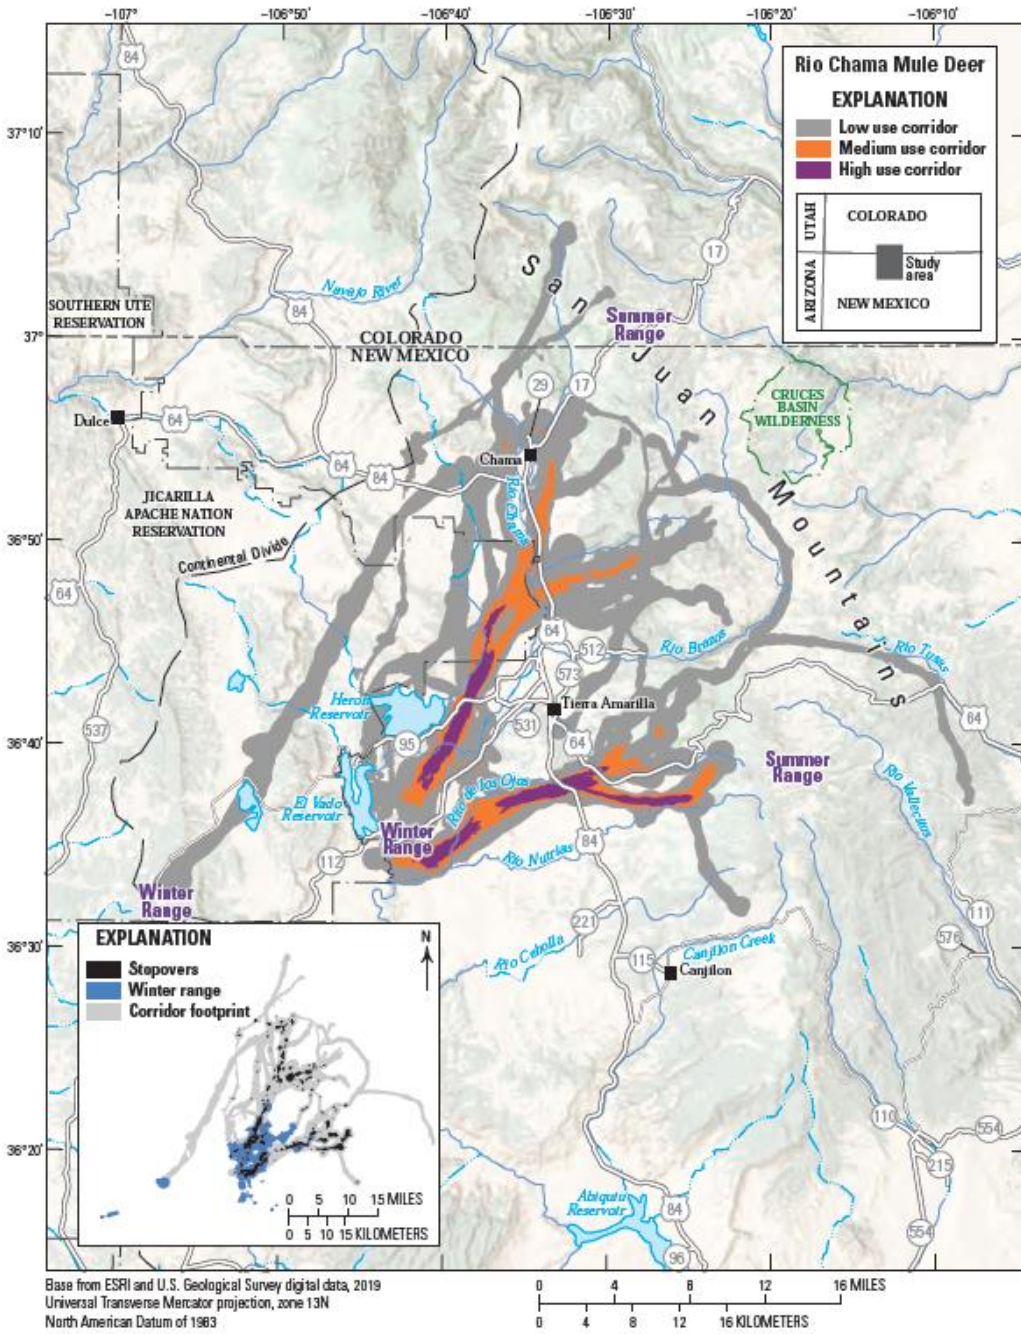 −107°
−106°50'
−106°40'
−106°30'
−106°20'
−106°10'
37°10'
37°
36°50'
36°40'
36°30'
36°20'
Rio Chama Mule Deer
EXPLANATION
Low use corridor
Medium use corridor
High use corridor
UTAH
COLORADO
ARIZONA
Study
area
NEW MEXICO
84
17
Navajo River
San Juan Mountains
SOUTHERN UTE
RESERVATION
84
Summer
Range
COLORADO
NEW MEXICO
29
17
CRUCES
BASIN
WILDERNESS
Dulce
64
Chama
64
84
Rio Chama
JICARILLA
APACHE NATION
RESERVATION
Continental Divide
64
64
512
Rio Brazos
Rio Tusas
573
Heron
Reservoir
Tierra Amarilla
531
64
64
537
95
Summer
Range
Rio de los Ojos
El Vado
Reservoir
Rio Vallecitos
Winter
Range
84
112
Rio Nutrias
Winter
Range
221
111
576
Rio Cebolla
115
Canjilon Creek
Canjilon
110
554
215
Abiquiu
Reservoir
84
554
96
EXPLANATION
N
Stopovers
Winter range
Corridor footprint
0 5 10 15 MILES
0 5 10 15 KILOMETERS
Base from ESRI and U.S. Geological Survey digital data, 2019
Universal Transverse Mercator projection, zone 13N
North American Datum of 1983
0 4 8 12 16 MILES
0 4 8 12 16 KILOMETERS